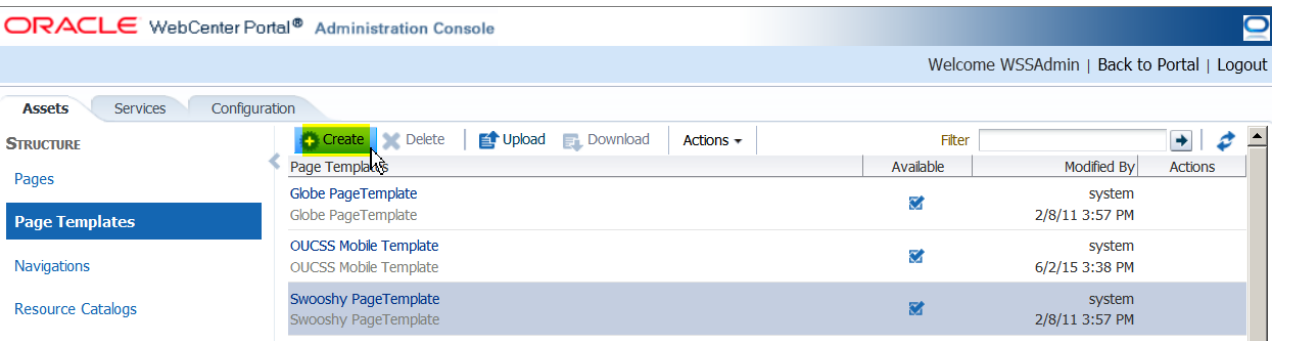 ORACLE WebCenter Portal® Administration Console
Welcome WSSAdmin | Back to Portal | Logout
Assets Services Configuration
STRUCTURE
Pages
Page Templates
Navigations
Resource Catalogs
Create Delete Upload Download Actions Filter
Page Templates Available Modified By Actions
Globe PageTemplate system
Globe PageTemplate 2/8/11 3:57 PM
OUCSS Mobile Template system
OUCSS Mobile Template 6/2/15 3:38 PM
Swooshy PageTemplate system
Swooshy PageTemplate 2/8/11 3:57 PM